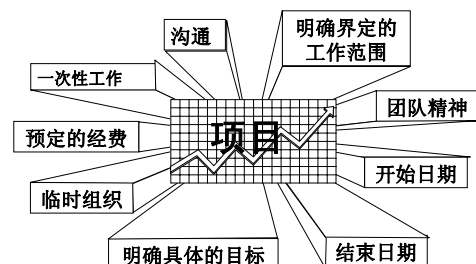 沟通
明确界定的
工作范围
一次性工作
团队精神
项目
预定的经费
开始日期
临时组织
明确具体的目标
结束日期